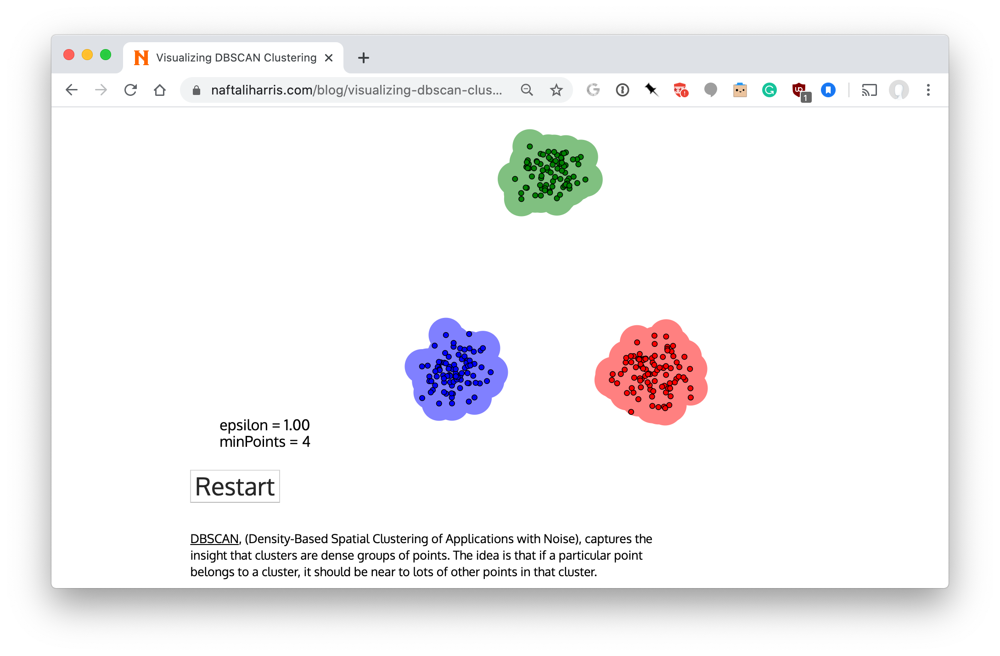 Visualizing DBSCAN Clustering
naftaliharris.com/blog/visualizing-dbscan-clus...
1
epsilon = 1.00
minPoints = 4
Restart
DBSCAN, (Density-Based Spatial Clustering of Applications with Noise), captures the
insight that clusters are dense groups of points. The idea is that if a particular point
belongs to a cluster, it should be near to lots of other points in that cluster.